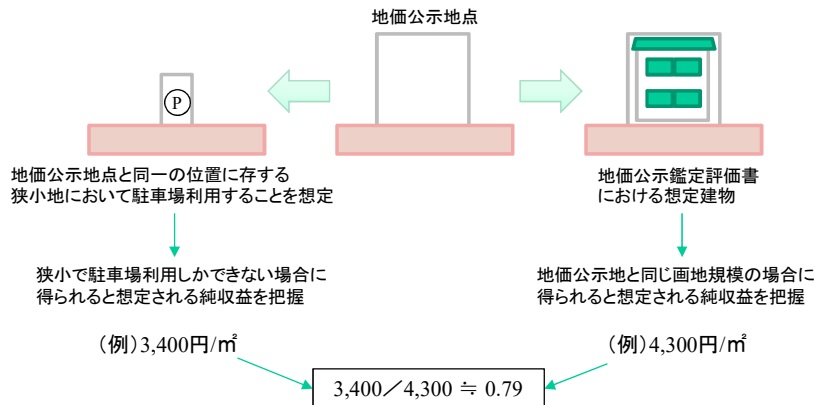 地価公示地点
P
地価公示地点と同一の位置に存する
狭小地において駐車場利用することを想定
地価公示鑑定評価書
における想定建物
狭小で駐車場利用しかできない場合に
得られると想定される純収益を把握
地価公示地と同じ画地規模の場合に
得られると想定される純収益を把握
（例）3,400円/㎡
（例）4,300円/㎡
3,400／4,300 ≒ 0.79